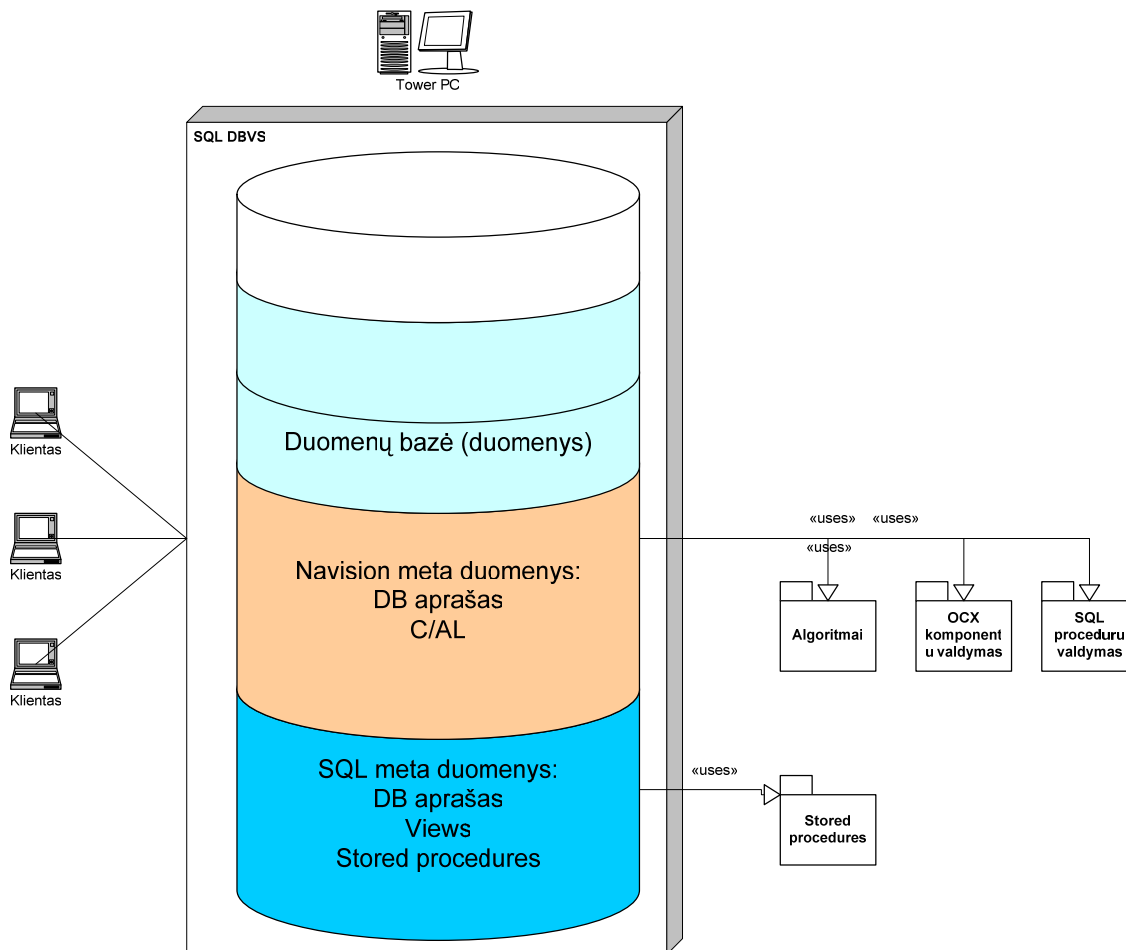 Tower PC
SQL DBVS
Duomenų bazė (duomenys)
Navision meta duomenys:
DB aprašas
C/AL
SQL meta duomenys:
DB aprašas
Views
Stored procedures
Klientas
Klientas
Klientas
«uses» «uses»
«uses»
Algoritmai
OCX
komponent
u valdymas
SQL
proceduru
valdymas
«uses»
Stored
procedures